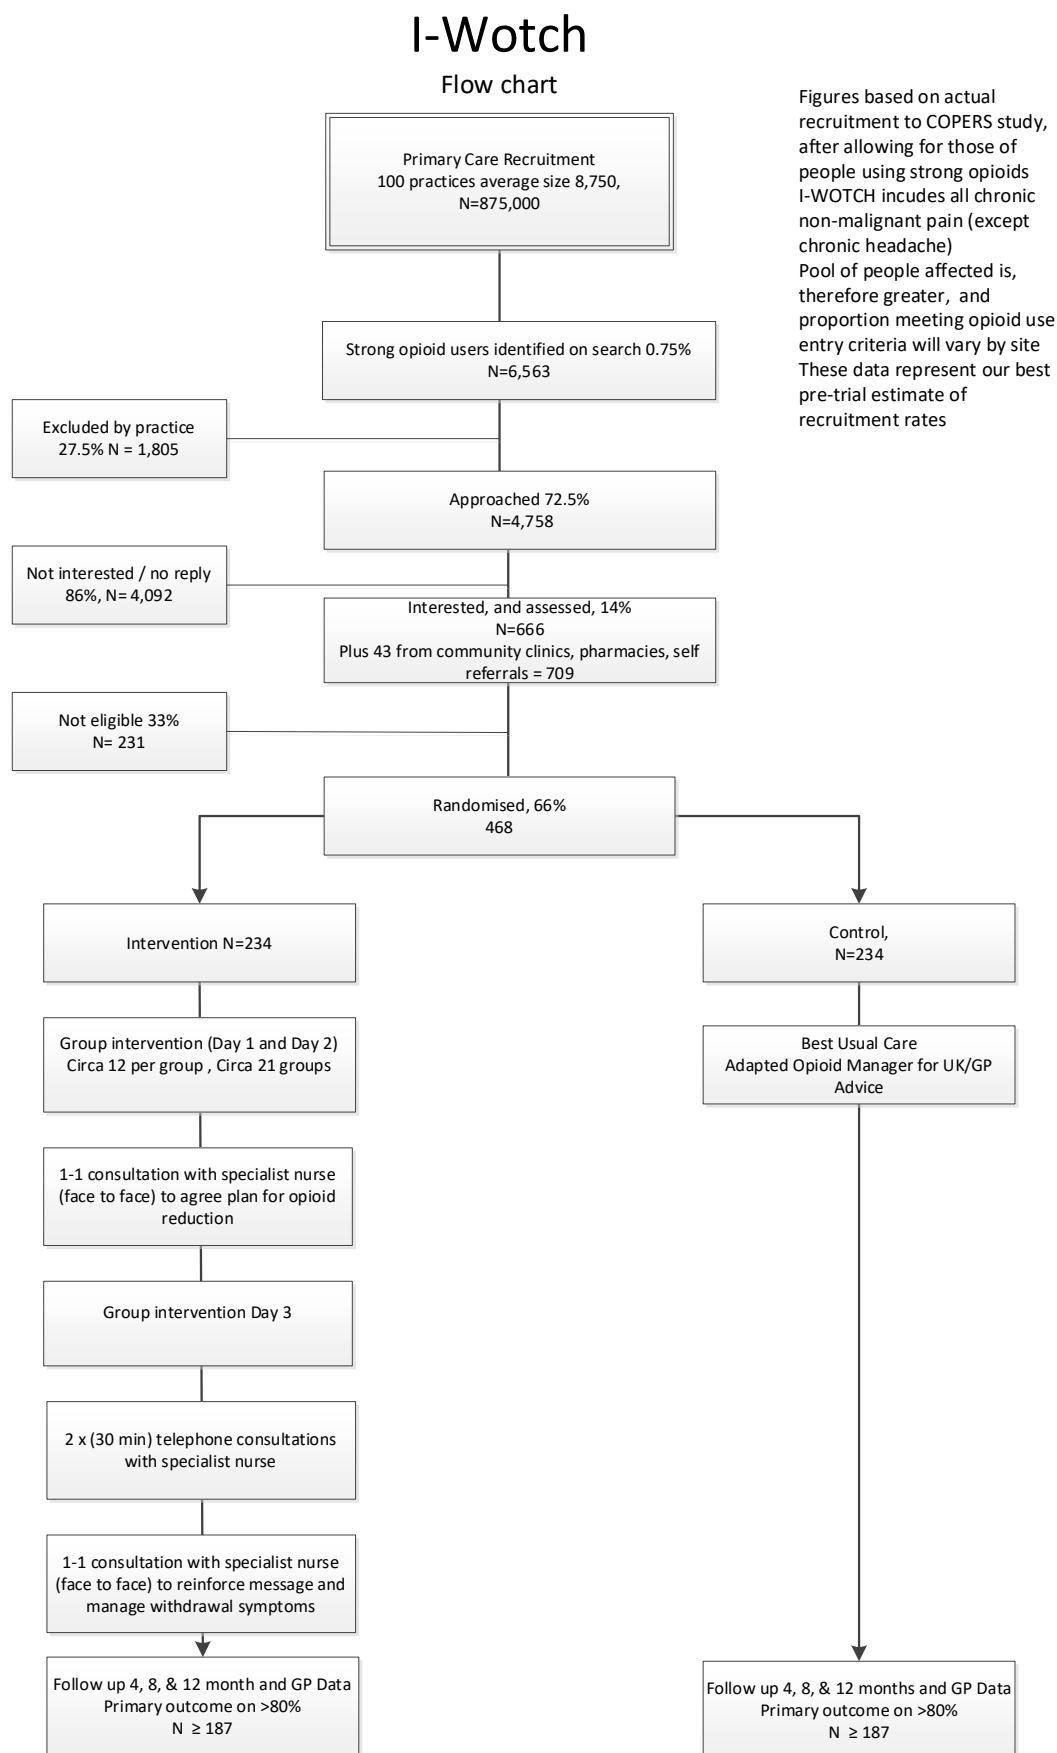 I-Wotch
Flow chart
Figures based on actual
recruitment to COPERS study,
after allowing for those of
people using strong opioids
I-WOTCH incudes all chronic
non-malignant pain (except
chronic headache)
Pool of people affected is,
therefore greater, and
proportion meeting opioid use
entry criteria will vary by site
These data represent our best
pre-trial estimate of
recruitment rates
Primary Care Recruitment
100 practices average size 8,750,
N=875,000
Strong opioid users identified on search 0.75%
N=6,563
Excluded by practice
27.5% N = 1,805
Approached 72.5%
N=4,758
Not interested / no reply
86%, N= 4,092
Interested, and assessed, 14%
N=666
Plus 43 from community clinics, pharmacies, self
referrals = 709
Not eligible 33%
N= 231
Randomised, 66%
468
Intervention N=234
Control,
N=234
Group intervention (Day 1 and Day 2)
Circa 12 per group , Circa 21 groups
Best Usual Care
Adapted Opioid Manager for UK/GP
Advice
1-1 consultation with specialist nurse
(face to face) to agree plan for opioid
reduction
Group intervention Day 3
2 x (30 min) telephone consultations
with specialist nurse
1-1 consultation with specialist nurse
(face to face) to reinforce message and
manage withdrawal symptoms
Follow up 4, 8, & 12 month and GP Data
Primary outcome on >80%
N ≥ 187
Follow up 4, 8, & 12 months and GP Data
Primary outcome on >80%
N ≥ 187